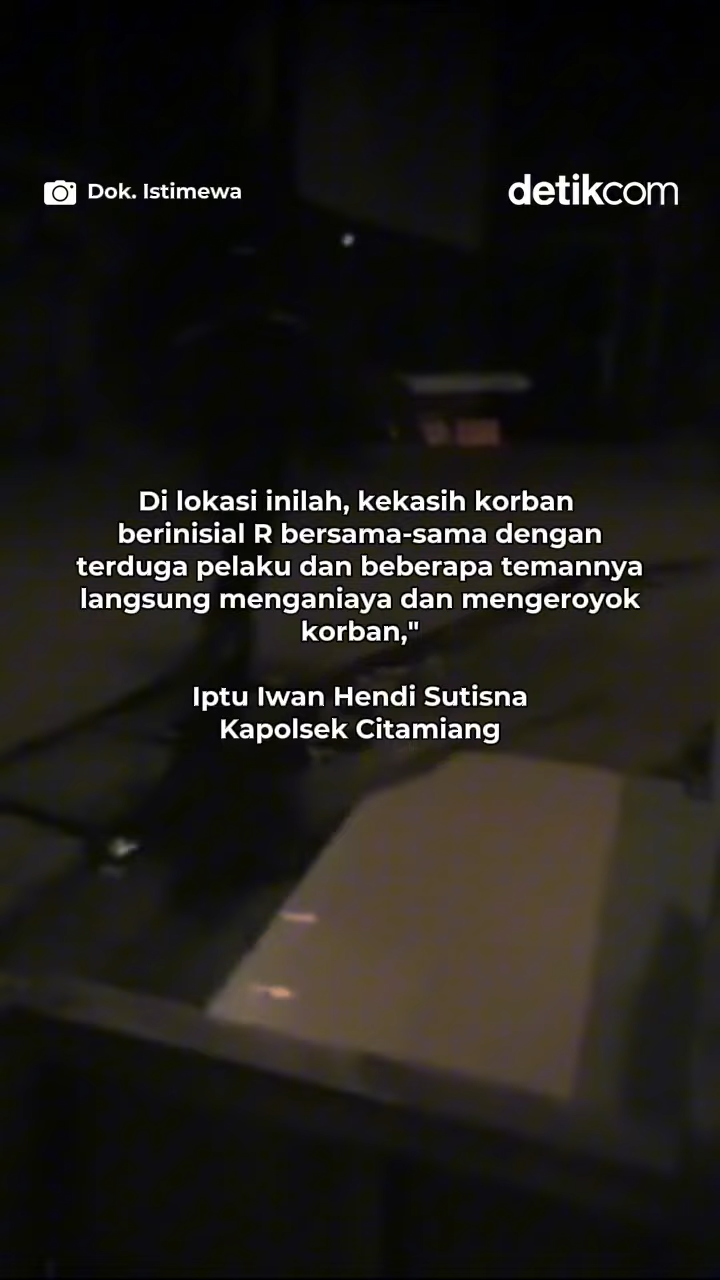 Dok. Istimewa
detikcom
Di lokasi inilah, kekasih korban
berinisial R bersama-sama dengan
terduga pelaku dan beberapa temannya
langsung menganiaya dan mengeroyok
korban,"
Iptu Iwan Hendi Sutisna
Kapolsek Citamiang